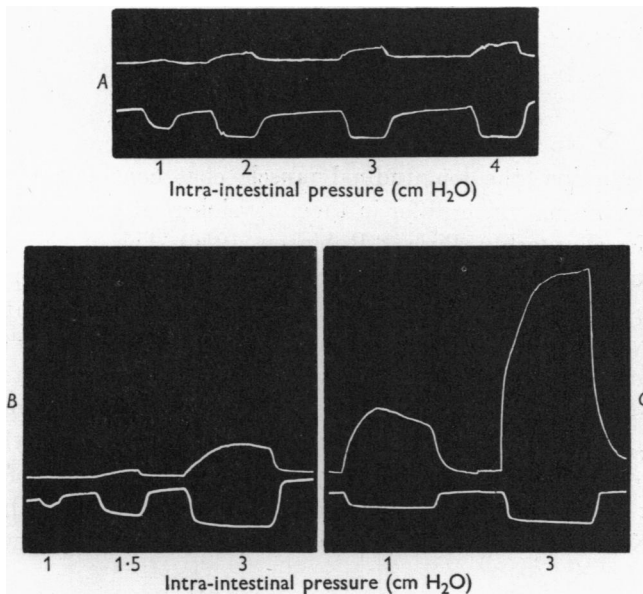 A
1 2 3 4
Intra-intestinal pressure (cm H₂O)
B
C
1 1·5 3 1 3
Intra-intestinal pressure (cm H₂O)